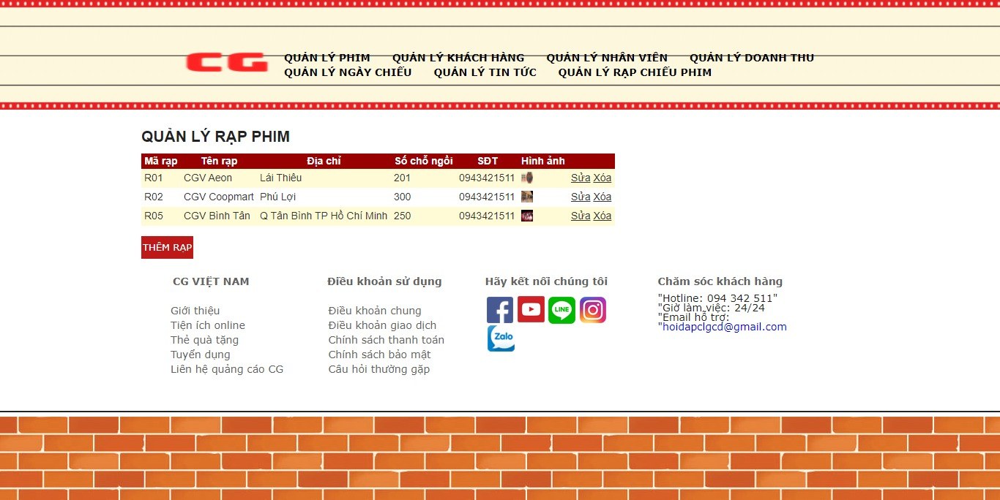 CG
QUẢN LÝ PHIM QUẢN LÝ KHÁCH HÀNG QUẢN LÝ NHÂN VIÊN QUẢN LÝ DOANH THU
QUẢN LÝ NGÀY CHIẾU QUẢN LÝ TIN TỨC QUẢN LÝ RẠP CHIẾU PHIM
QUẢN LÝ RẠP PHIM
Mã rạp Tên rạp Địa chỉ Số chỗ ngồi SĐT Hình ảnh
R01 CGV Aeon Lái Thiêu 201 0943421511 Sửa Xóa
R02 CGV Coopmart Phú Lợi 300 0943421511 Sửa Xóa
R05 CGV Bình Tân Q Tân Bình TP Hồ Chí Minh 250 0943421511 Sửa Xóa
THÊM RẠP
CG VIỆT NAM
Giới thiệu
Tiện ích online
Thẻ quà tặng
Tuyển dụng
Liên hệ quảng cáo CG
Điều khoản sử dụng
Điều khoản chung
Điều khoản giao dịch
Chính sách thanh toán
Chính sách bảo mật
Câu hỏi thường gặp
Hãy kết nối chúng tôi
LINE
Zalo
Chăm sóc khách hàng
"Hotline: 094 342 511"
"Giờ làm việc: 24/24
"Email hỗ trợ:
"hoidapclgcd@gmail.com